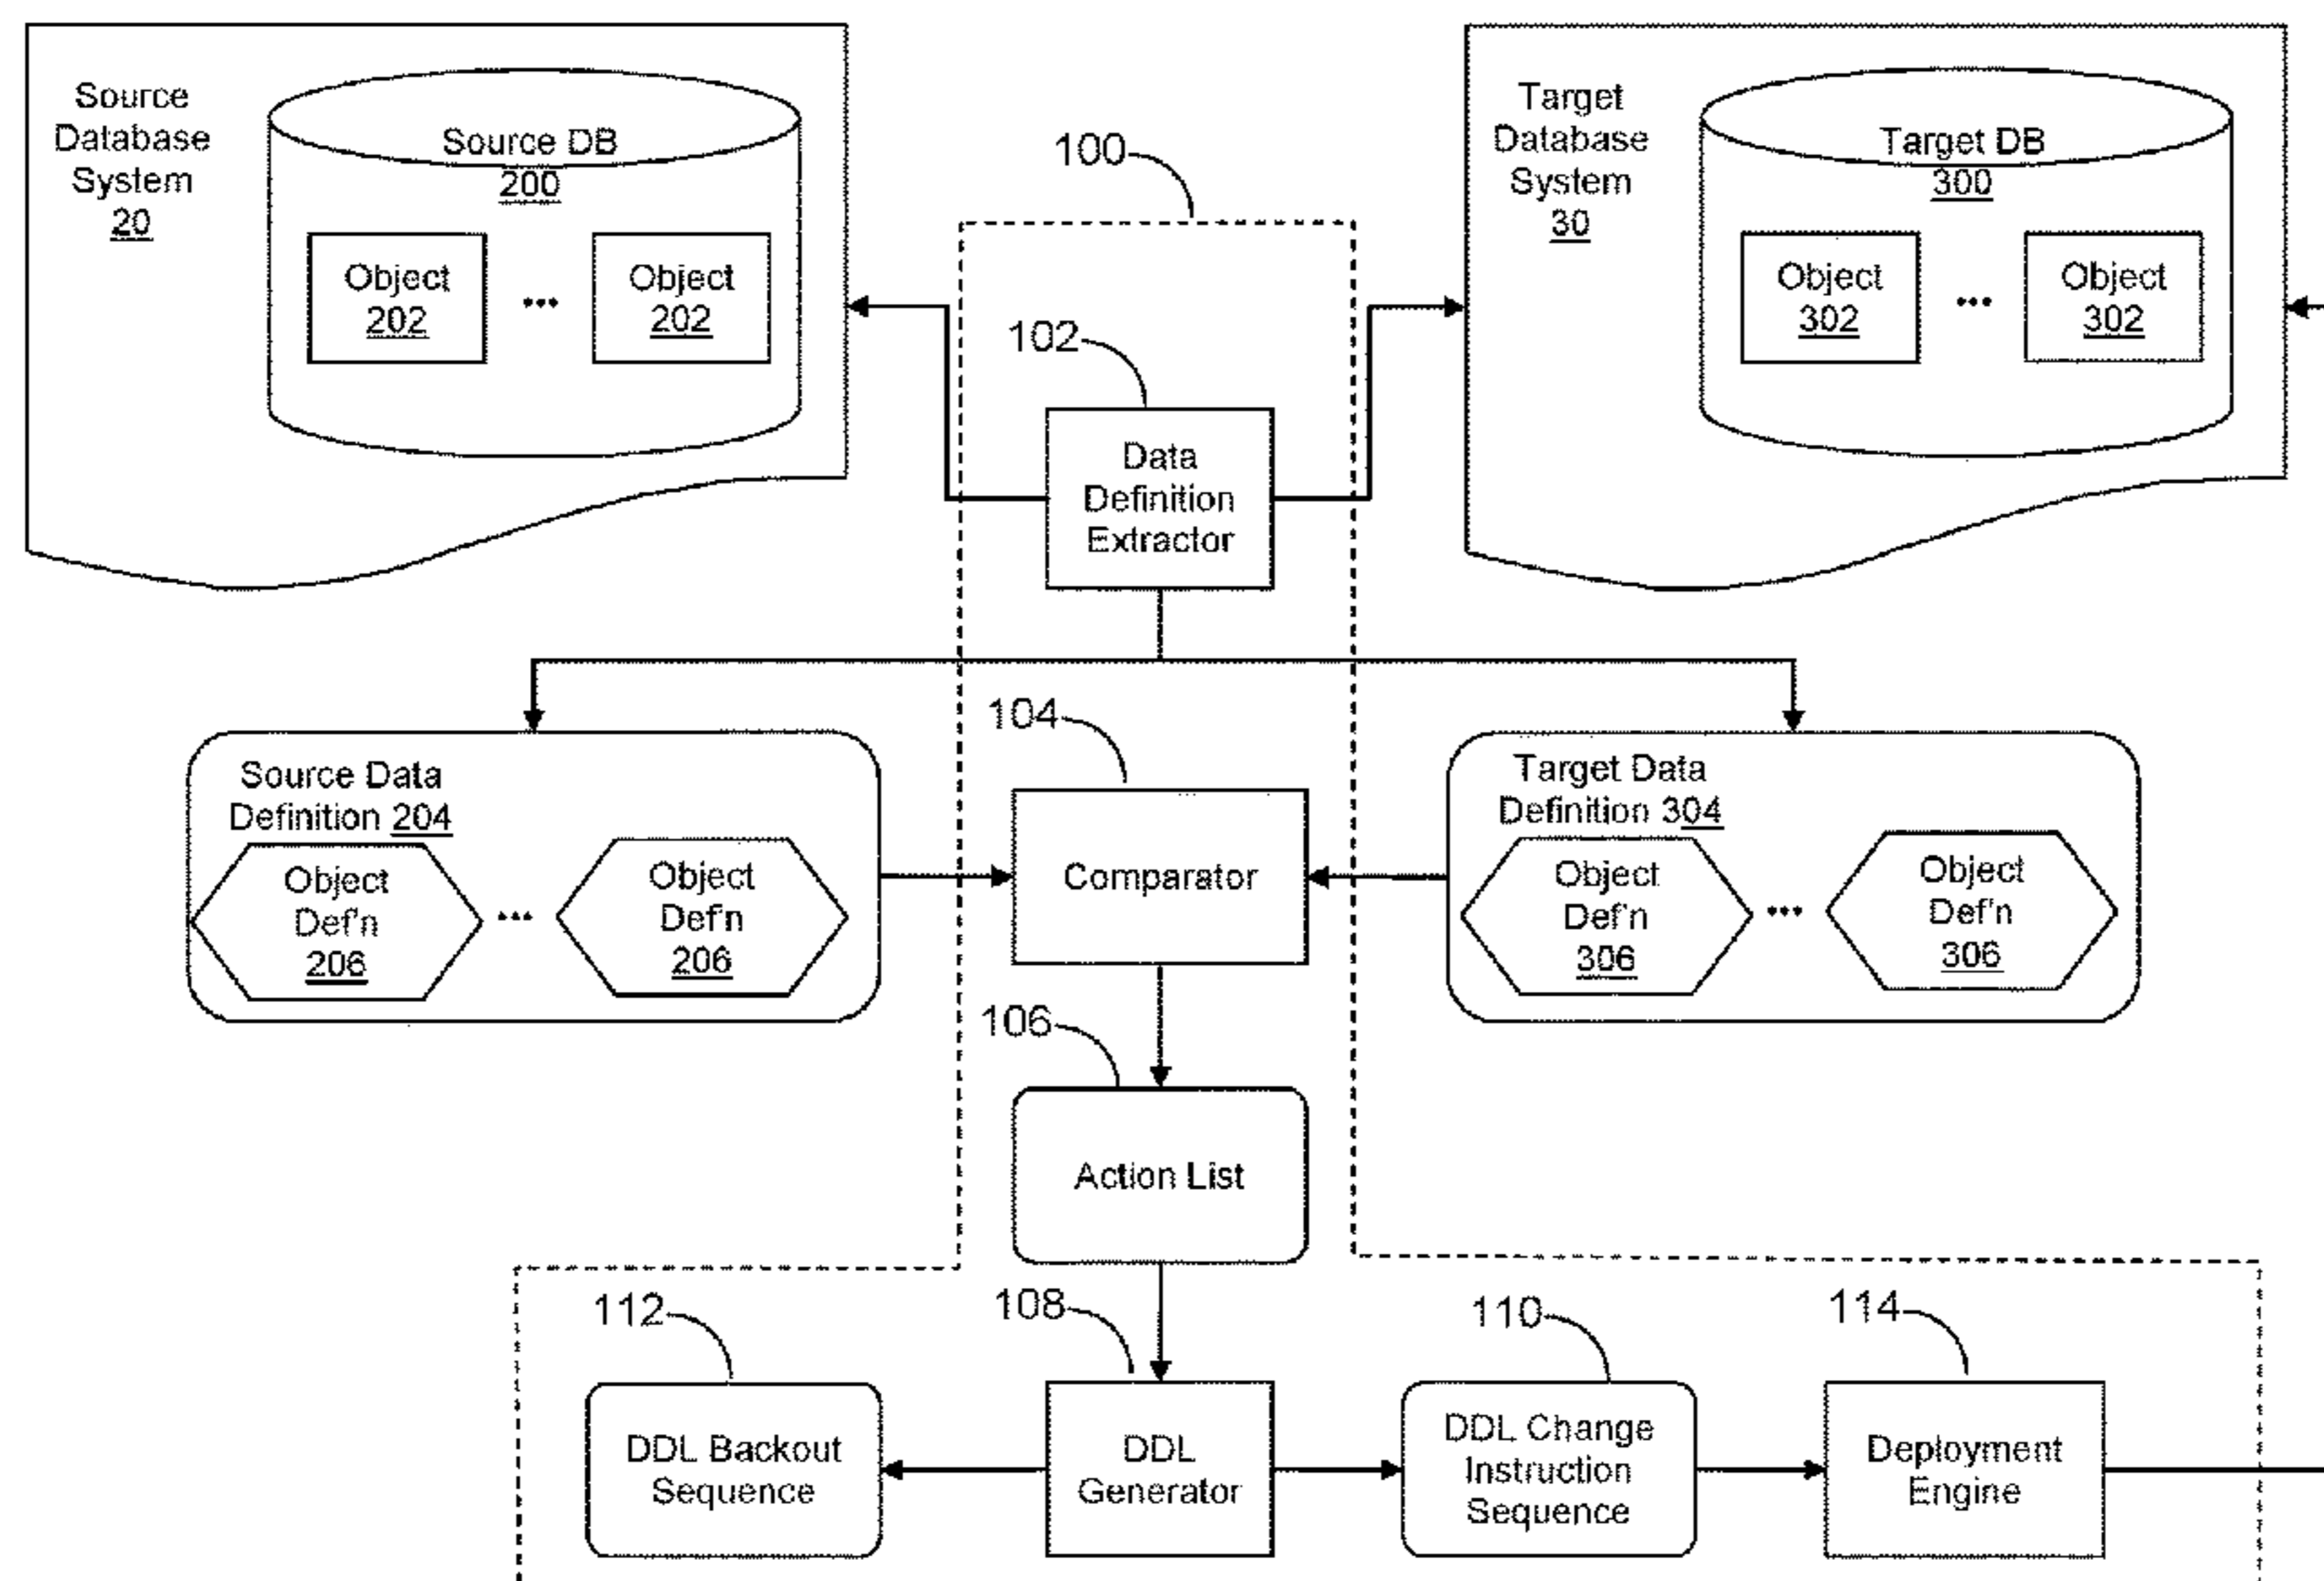 Source
Database
System
20
Source DB
200
Object
202
...
Object
202
100
102
Data
Definition
Extractor
Target
Database
System
30
Target DB
300
Object
302
...
Object
302
Source Data
Definition 204
Object
Def'n
206
...
Object
Def'n
206
104
Comparator
Target Data
Definition 304
Object
Def'n
306
...
Object
Def'n
306
106
Action List
112
DDL Backout
Sequence
108
DDL
Generator
110
DDL Change
Instruction
Sequence
114
Deployment
Engine